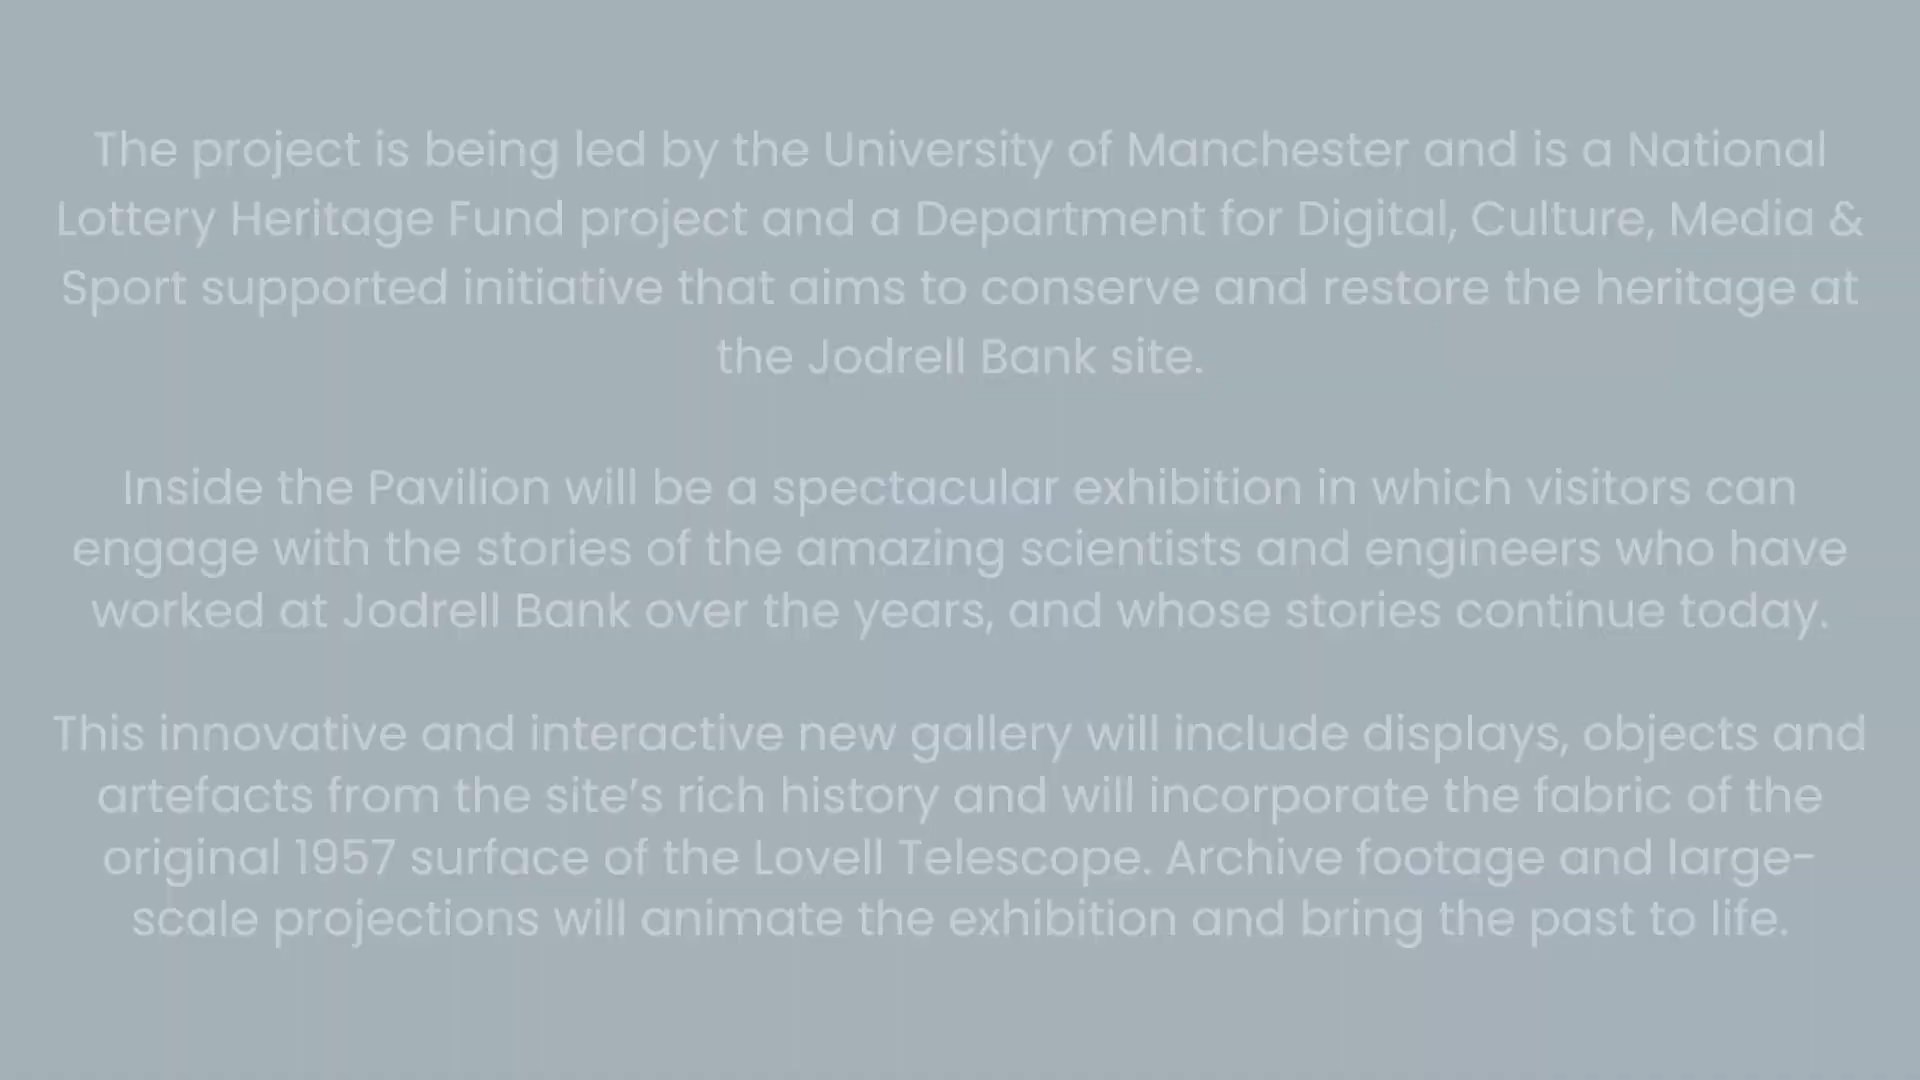 The project is being led by the University of Manchester and is a National
Lottery Heritage Fund project and a Department for Digital, Culture, Media &
Sport supported initiative that aims to conserve and restore the heritage at
the Jodrell Bank site.
Inside the Pavilion will be a spectacular exhibition in which visitors can
engage with the stories of the amazing scientists and engineers who have
worked at Jodrell Bank over the years, and whose stories continue today.
This innovative and interactive new gallery will include displays, objects and
artefacts from the site’s rich history and will incorporate the fabric of the
original 1957 surface of the Lovell Telescope. Archive footage and large-
scale projections will animate the exhibition and bring the past to life.